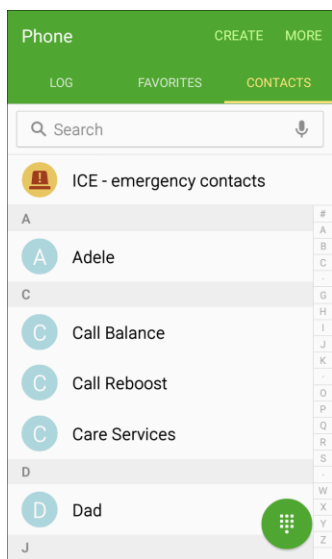 Phone CREATE MORE
LOG FAVORITES CONTACTS
Search
ICE - emergency contacts
A
A Adele
C
C Call Balance
C Call Reboost
C Care Services
D
D Dad
J
#
A
B
C
·
G
H
I
J
K
·
O
P
Q
R
S
·
W
X
Y
Z